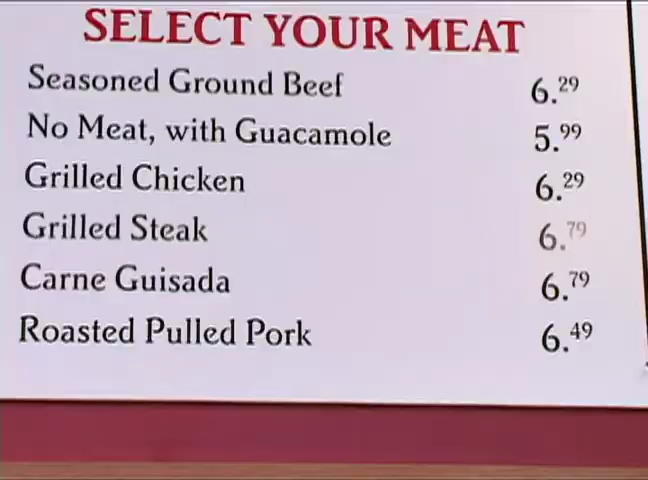 SELECT YOUR MEAT
Seasoned Ground Beef 6.29
No Meat, with Guacamole 5.99
Grilled Chicken 6.29
Grilled Steak 6.79
Carne Guisada 6.79
Roasted Pulled Pork 6.49